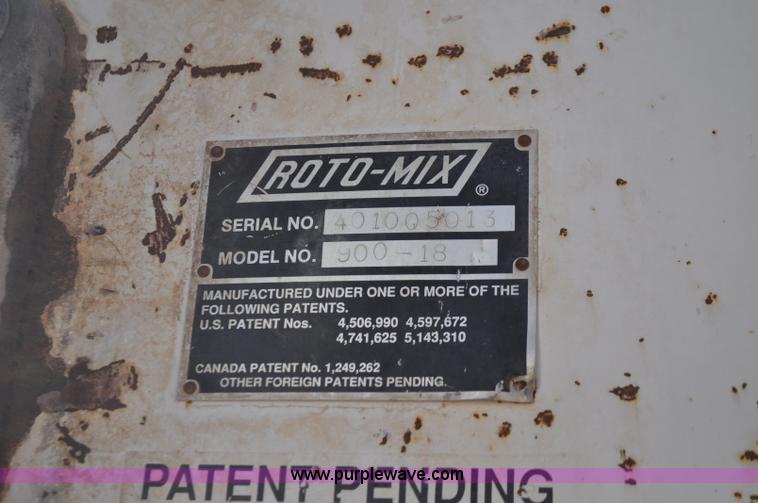 ROTO-MIX ®
SERIAL NO. 401005013
MODEL NO. 900-18
MANUFACTURED UNDER ONE OR MORE OF THE
FOLLOWING PATENTS.
U.S. PATENT Nos. 4,506,990 4,597,672
4,741,625 5,143,310
CANADA PATENT No. 1,249,262
OTHER FOREIGN PATENTS PENDING.
PATENT PENDING
www.purplewave.com